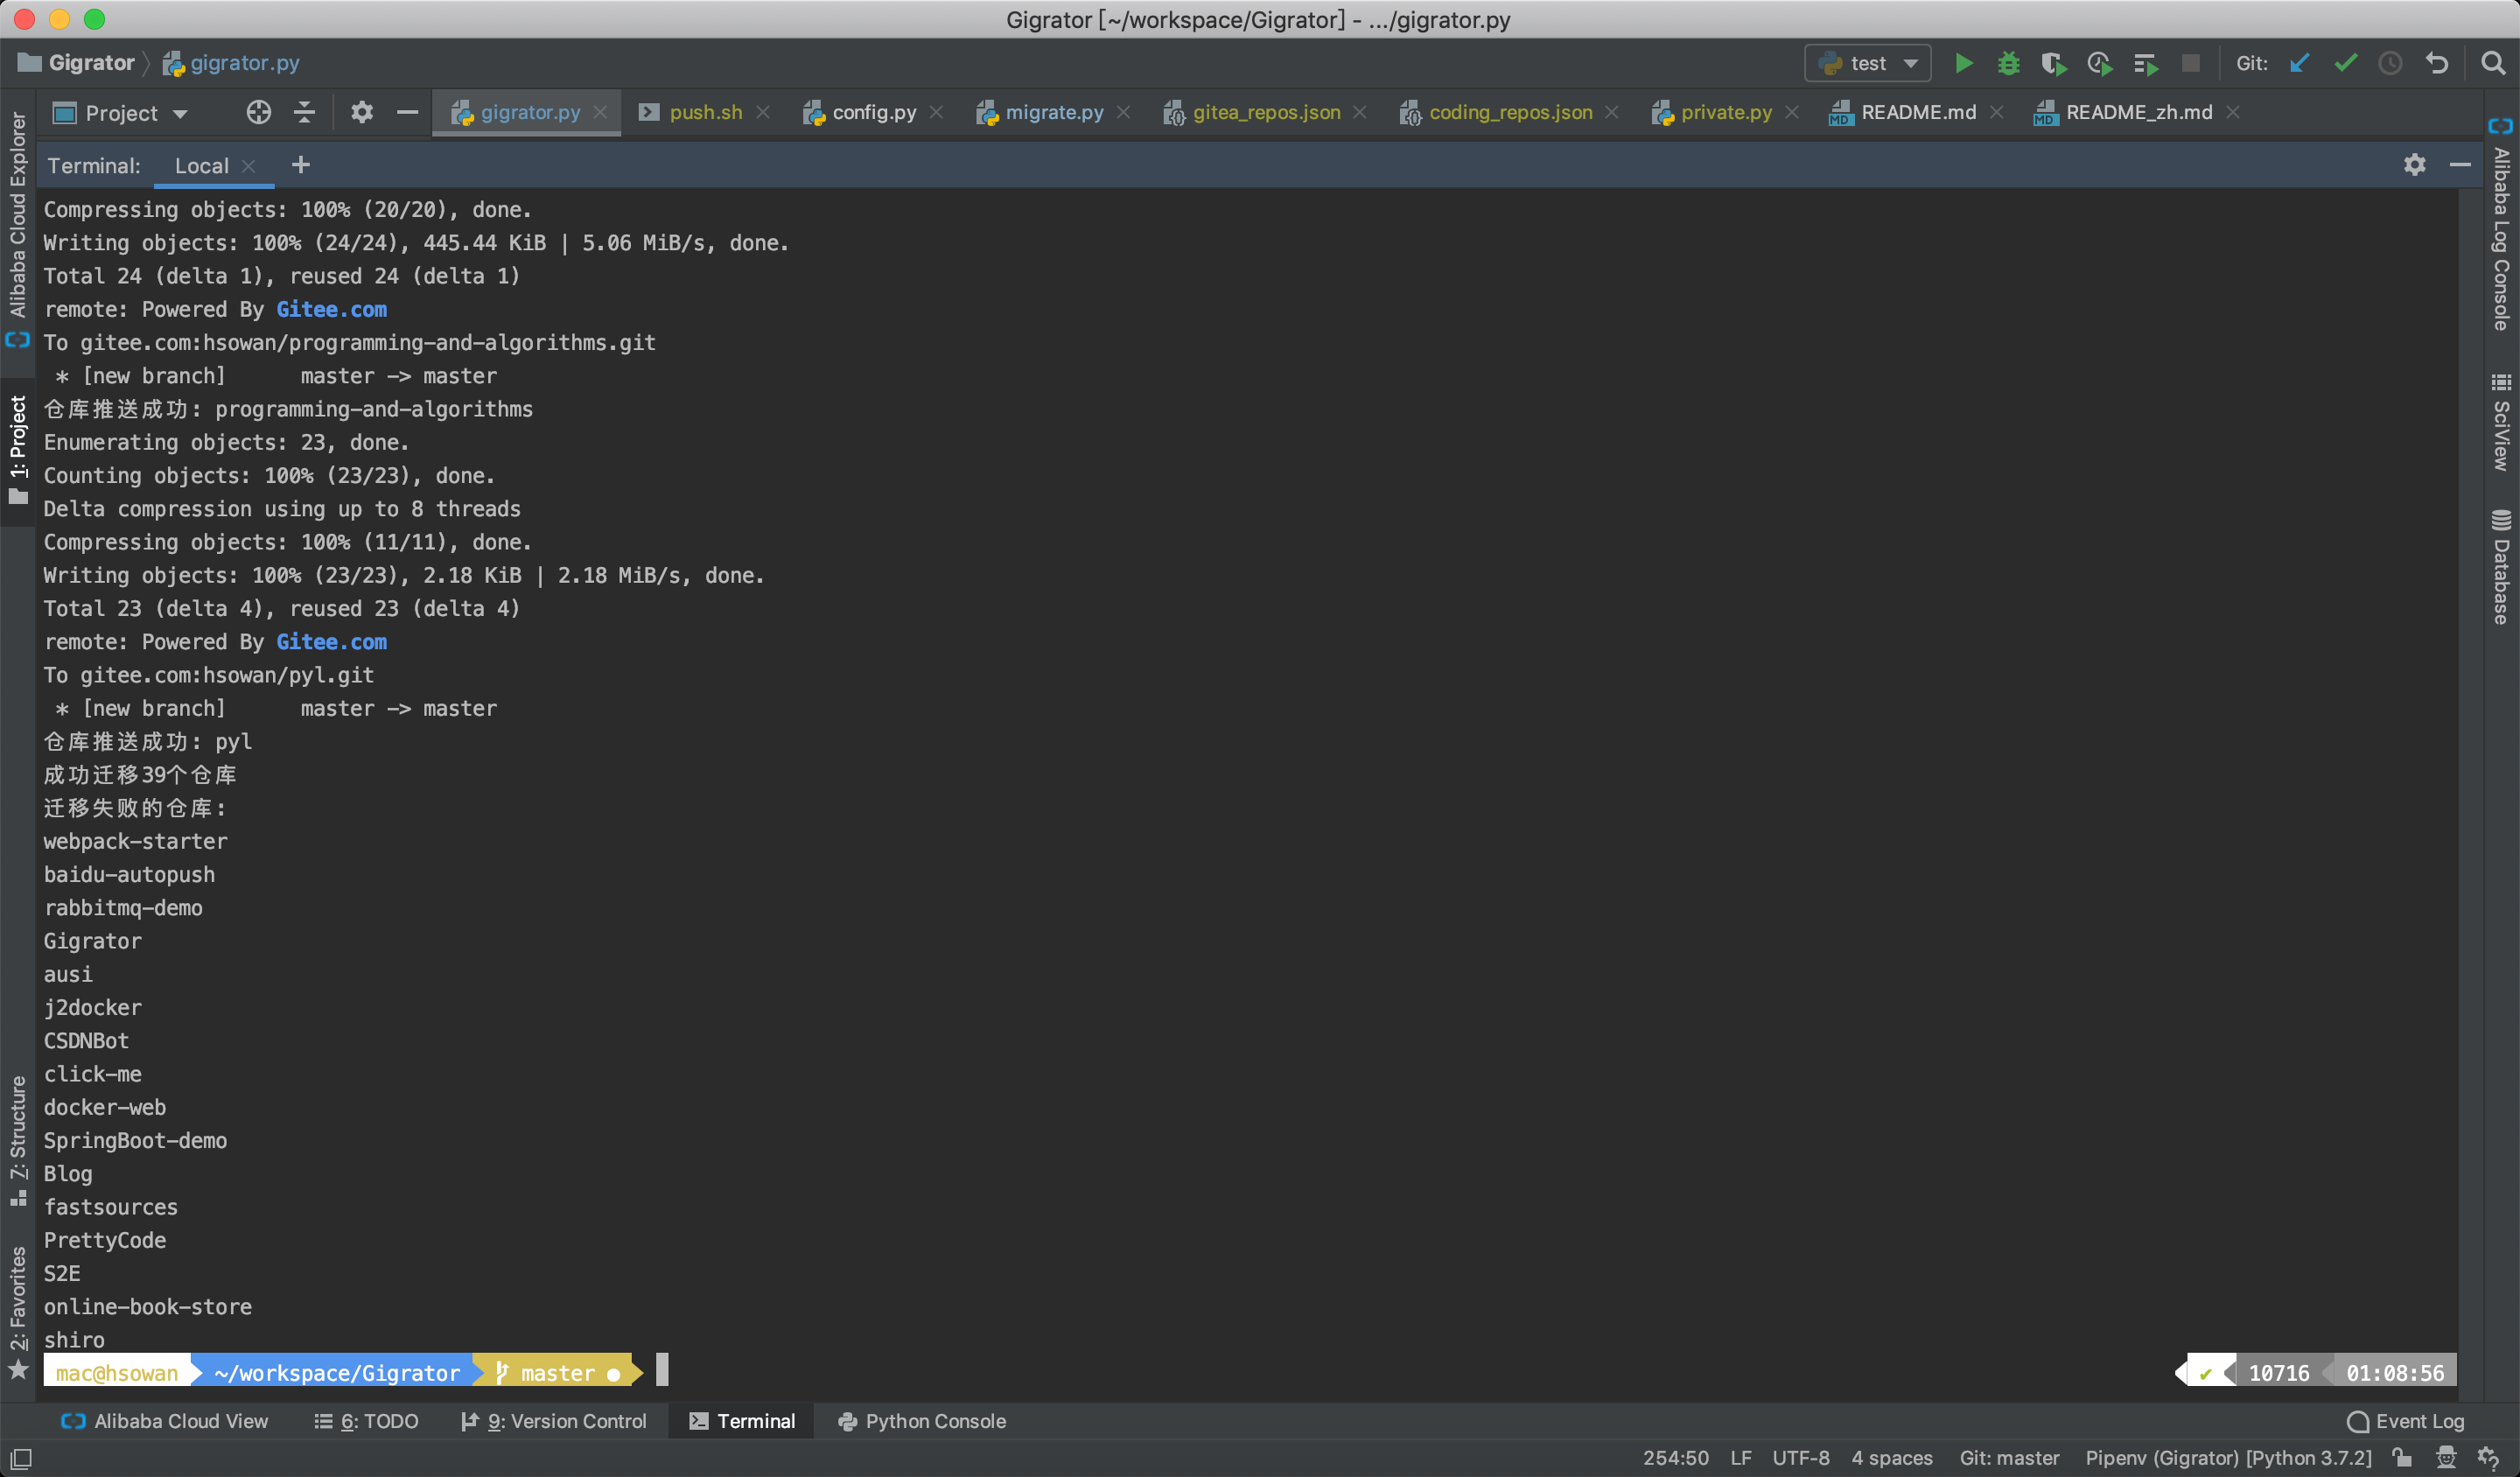 Gigrator [~/workspace/Gigrator] - .../gigrator.py
Gigrator gigrator.py test Git:
Project gigrator.py push.sh config.py migrate.py gitea_repos.json coding_repos.json private.py README.md README_zh.md
Terminal: Local +
Compressing objects: 100% (20/20), done.
Writing objects: 100% (24/24), 445.44 KiB | 5.06 MiB/s, done.
Total 24 (delta 1), reused 24 (delta 1)
remote: Powered By Gitee.com
To gitee.com:hsowan/programming-and-algorithms.git
 * [new branch]      master -> master
仓库推送成功: programming-and-algorithms
Enumerating objects: 23, done.
Counting objects: 100% (23/23), done.
Delta compression using up to 8 threads
Compressing objects: 100% (11/11), done.
Writing objects: 100% (23/23), 2.18 KiB | 2.18 MiB/s, done.
Total 23 (delta 4), reused 23 (delta 4)
remote: Powered By Gitee.com
To gitee.com:hsowan/pyl.git
 * [new branch]      master -> master
仓库推送成功: pyl
成功迁移39个仓库
迁移失败的仓库:
webpack-starter
baidu-autopush
rabbitmq-demo
Gigrator
ausi
j2docker
CSDNBot
click-me
docker-web
SpringBoot-demo
Blog
fastsources
PrettyCode
S2E
online-book-store
shiro
mac@hsowan ~/workspace/Gigrator master ● ✔ 10716 01:08:56
Alibaba Cloud Explorer
1: Project
7: Structure
2: Favorites
Alibaba Log Console
SciView
Database
Alibaba Cloud View 6: TODO 9: Version Control Terminal Python Console Event Log
254:50 LF UTF-8 4 spaces Git: master Pipenv (Gigrator) [Python 3.7.2]